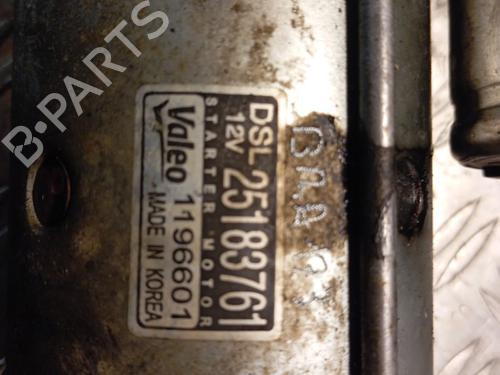 DSL 25183761
12V
STARTER MOTOR
Valeo 1196601
MADE IN KOREA
B-PARTS